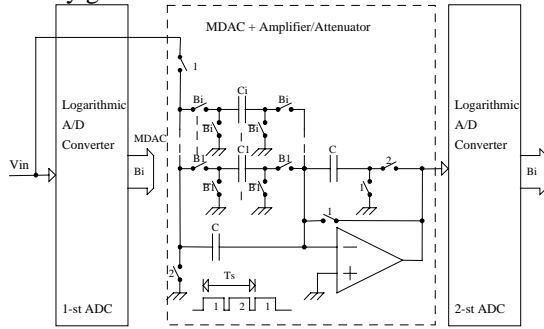 MDAC + Amplifier/Attenuator
1
Logarithmic
A/D
Converter
MDAC
Bi
Vin
1-st ADC
Bi
Ci
Bi
Bi
Bi
B1
C1
B1
B1
B1
C
2
1
1
C
2
Ts
1 2 1
−
+
Logarithmic
A/D
Converter
Bi
2-st ADC